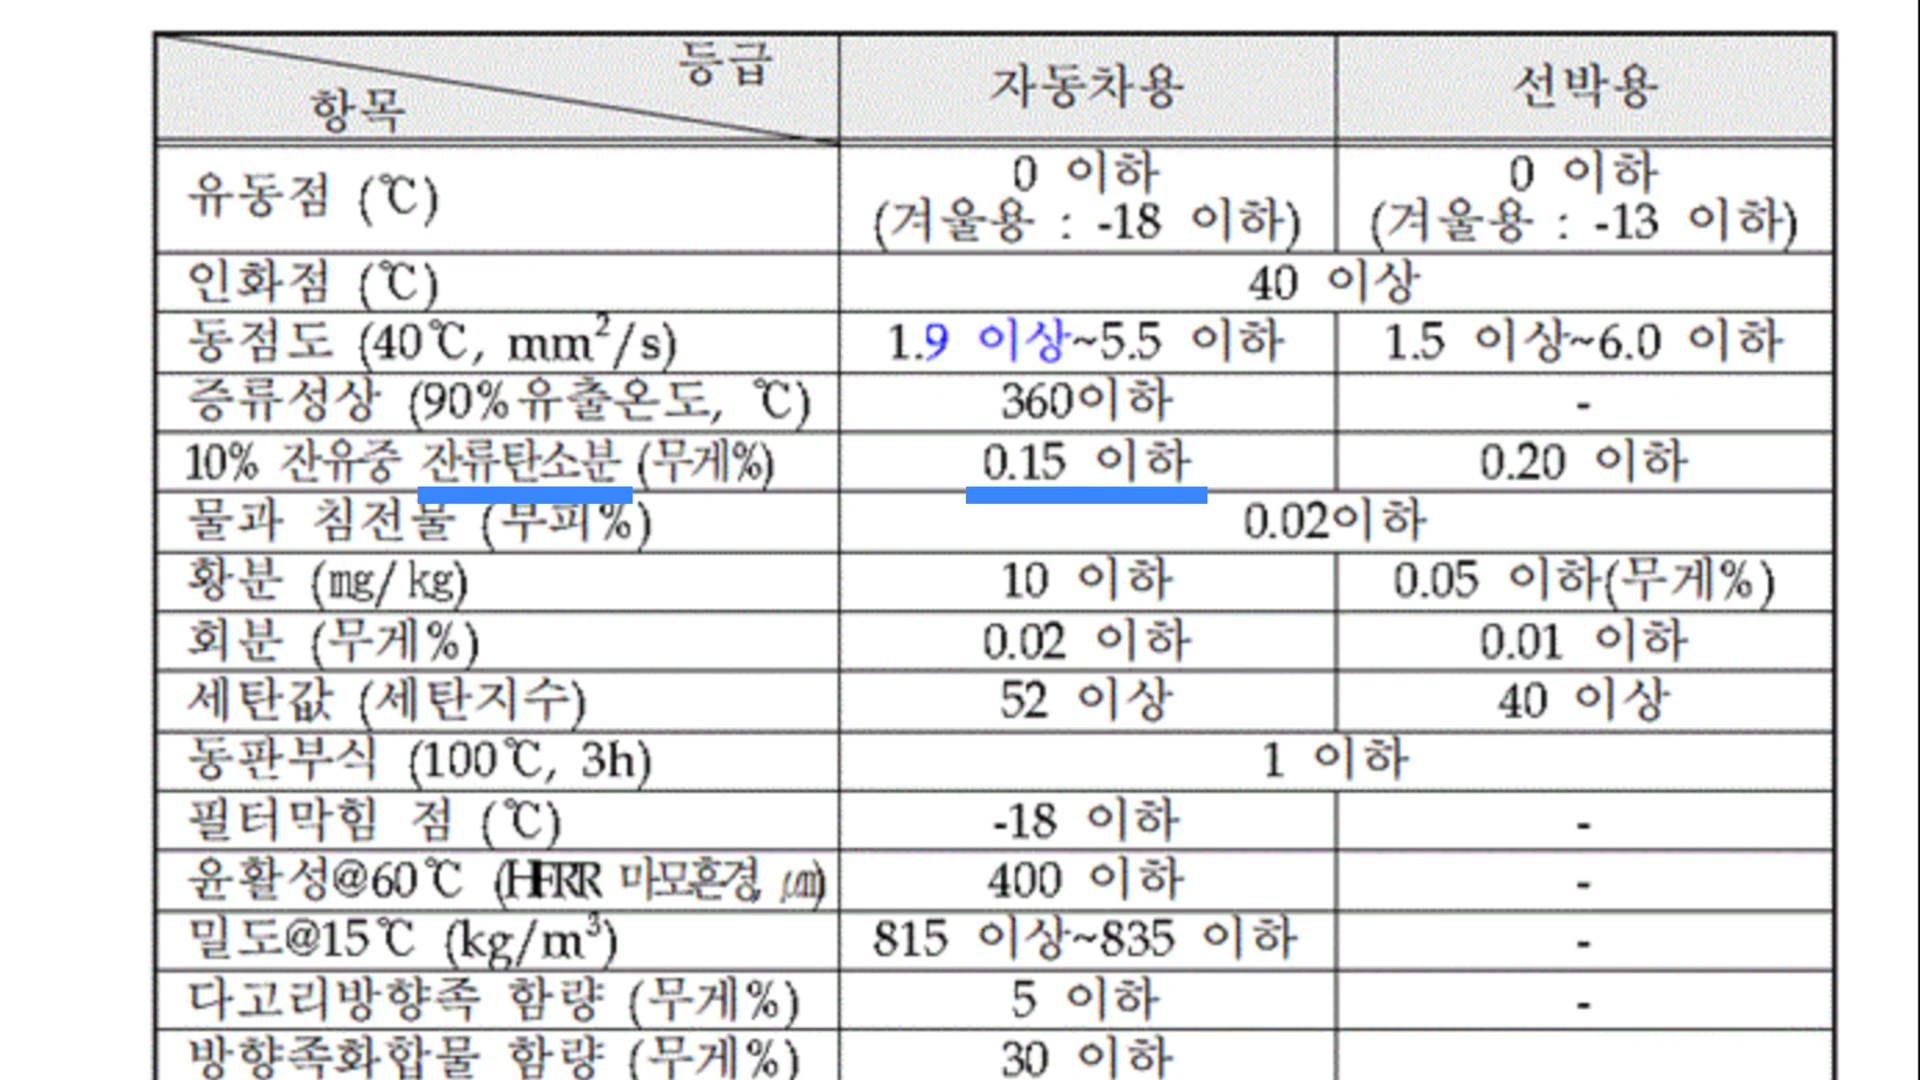 등급
항목
자동차용
선박용
유동점 (℃)
0 이하
(겨울용 : -18 이하)
0 이하
(겨울용 : -13 이하)
인화점 (℃)
40 이상
동점도 (40℃, mm²/s)
1.9 이상~5.5 이하
1.5 이상~6.0 이하
증류성상 (90%유출온도, ℃)
360이하
-
10% 잔유중 잔류탄소분 (무게%)
0.15 이하
0.20 이하
물과 침전물 (부피%)
0.02이하
황분 (㎎/㎏)
10 이하
0.05 이하(무게%)
회분 (무게%)
0.02 이하
0.01 이하
세탄값 (세탄지수)
52 이상
40 이상
동판부식 (100℃, 3h)
1 이하
필터막힘 점 (℃)
-18 이하
-
윤활성@60℃ (HFRR 마모흔경, ㎛)
400 이하
-
밀도@15℃ (kg/m³)
815 이상~835 이하
-
다고리방향족 함량 (무게%)
5 이하
-
방향족화합물 함량 (무게%)
30 이하